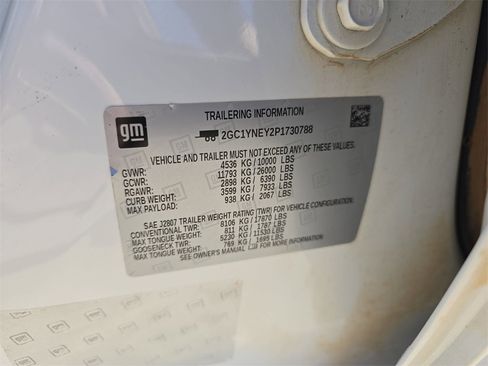 gm
TRAILERING INFORMATION
2GC1YNEY2P1730788
VEHICLE AND TRAILER MUST NOT EXCEED ANY OF THESE VALUES.
GVWR: 4536 KG/ 10000 LBS
GCWR: 11793 KG/ 26000 LBS
RGAWR: 2898 KG/ 6390 LBS
CURB WEIGHT: 3599 KG/ 7933 LBS
MAX PAYLOAD: 938 KG/ 2067 LBS
SAE J2807 TRAILER WEIGHT RATING (TWR) FOR VEHICLE CONFIGURATION.
CONVENTIONAL TWR: 8106 KG/ 17870 LBS
MAX TONGUE WEIGHT: 811 KG/ 1787 LBS
GOOSENECK TWR: 5230 KG/ 11530 LBS
MAX TONGUE WEIGHT: 769 KG/ 1695 LBS
SEE OWNER'S MANUAL